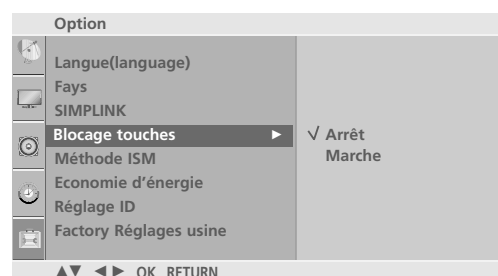 Option
Langue(language)
Fays
SIMPLINK
Blocage touches ►
√ Arrêt
Marche
Méthode ISM
Economie d'énergie
Réglage ID
Factory Réglages usine
▲▼ ◄► OK RETURN